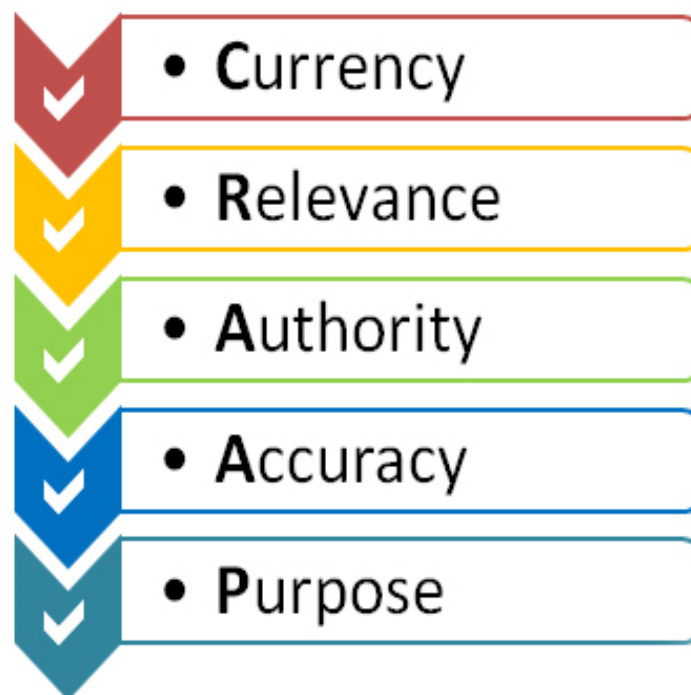 • Currency
• Relevance
• Authority
• Accuracy
• Purpose